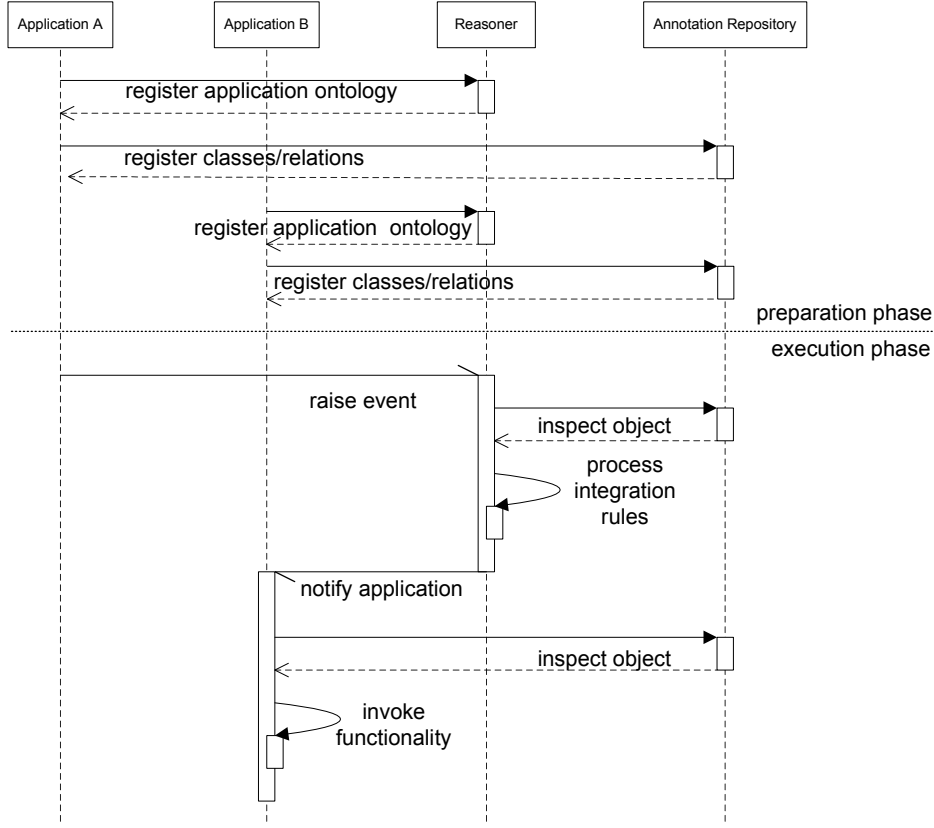 Application A
Application B
Reasoner
Annotation Repository
register application ontology
register classes/relations
register application ontology
register classes/relations
preparation phase
execution phase
raise event
inspect object
process
integration
rules
notify application
inspect object
invoke
functionality